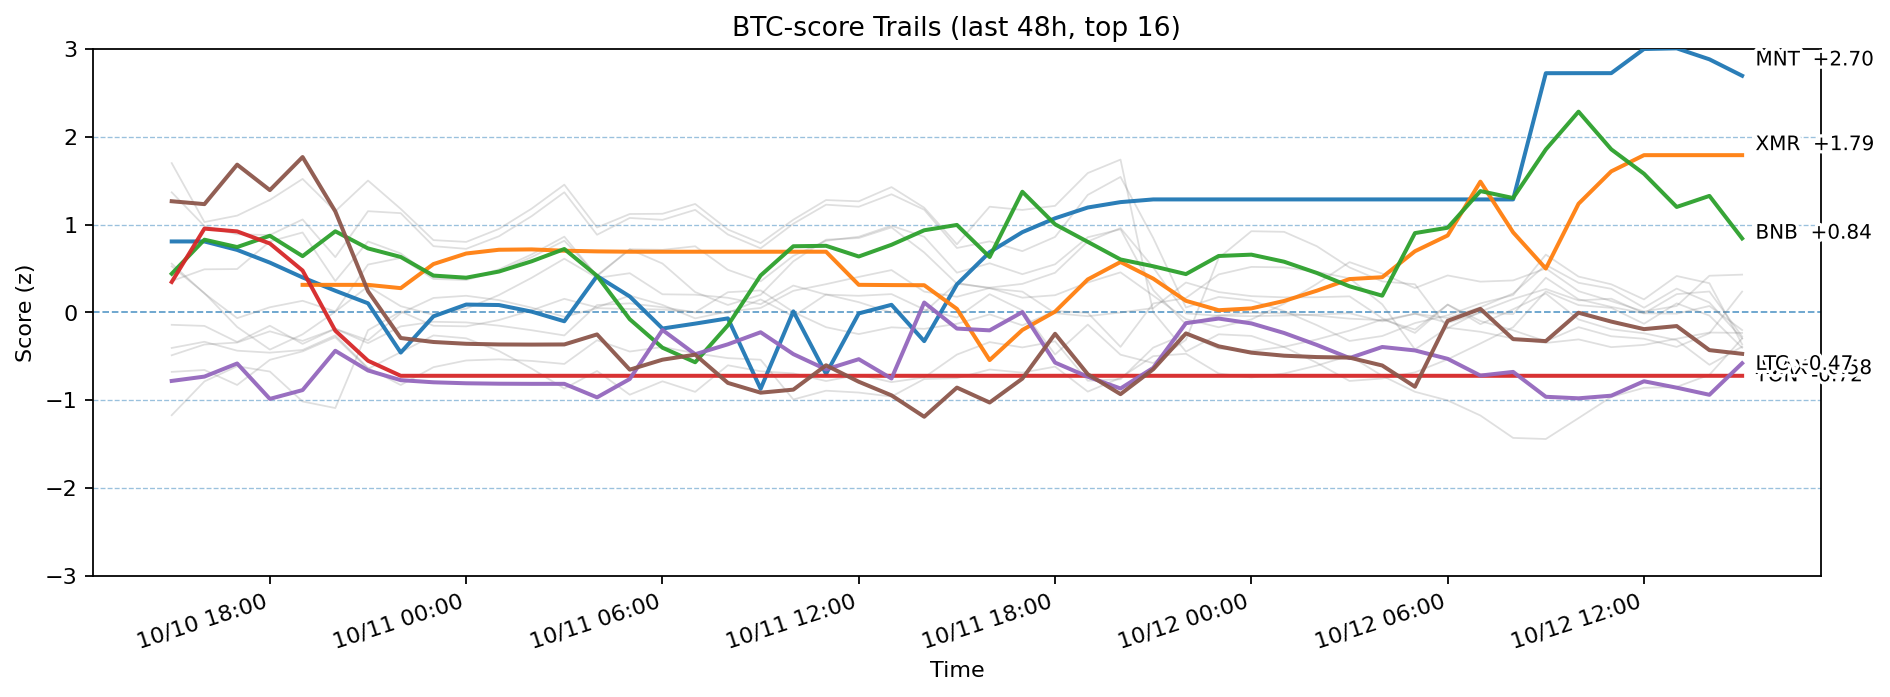 BTC-score Trails (last 48h, top 16)
3
2
1
0
−1
−2
−3
Score (z)
MNT +2.70
XMR +1.79
BNB +0.84
LTC -0.47
TON -0.72
10/10 18:00
10/11 00:00
10/11 06:00
10/11 12:00
10/11 18:00
10/12 00:00
10/12 06:00
10/12 12:00
Time